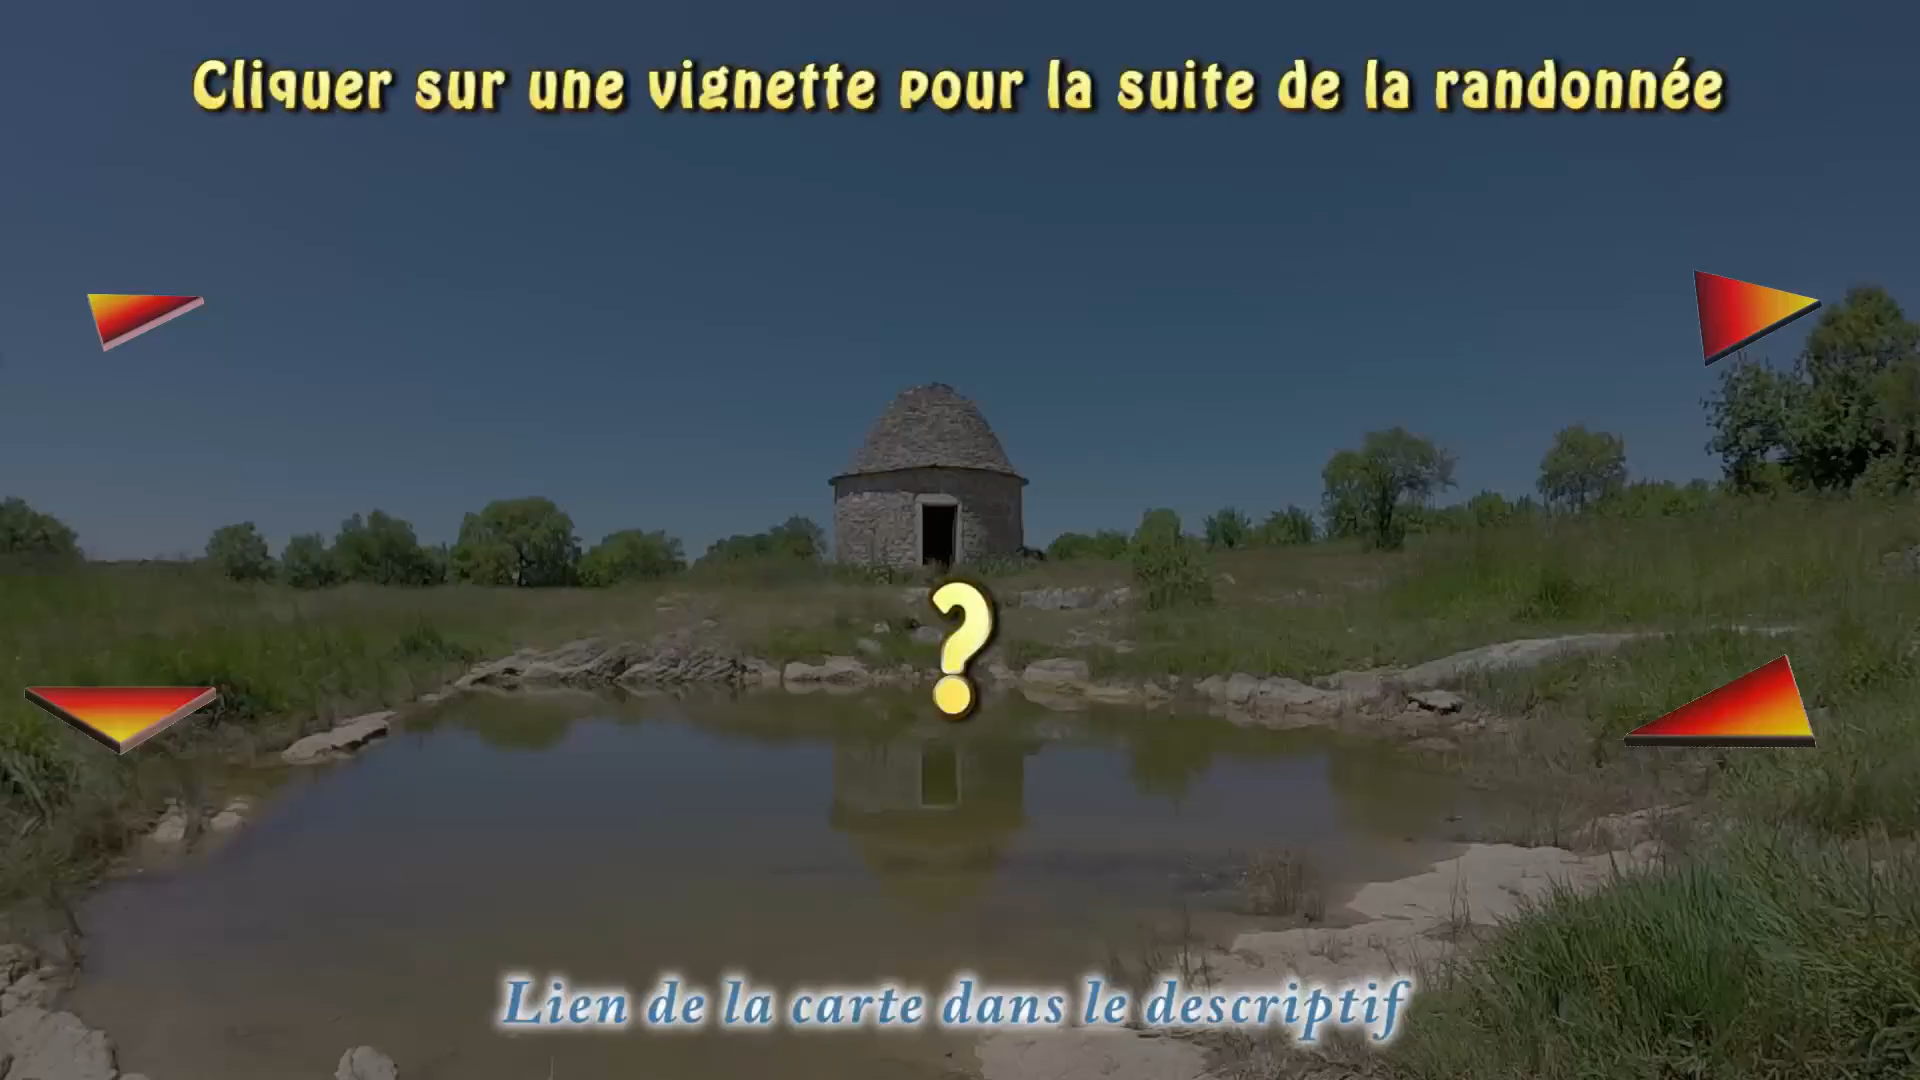 Cliquer sur une vignette pour la suite de la randonnée
?
Lien de la carte dans le descriptif